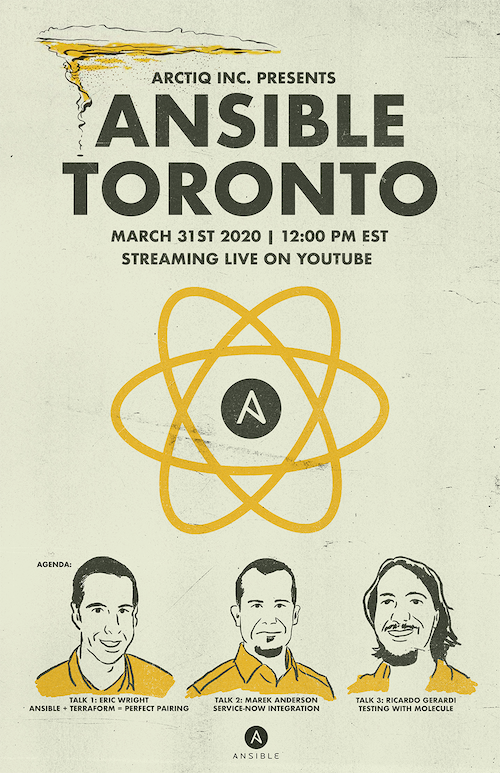 ARCTIQ INC. PRESENTS
ANSIBLE
TORONTO
MARCH 31ST 2020 | 12:00 PM EST
STREAMING LIVE ON YOUTUBE
A
AGENDA:
TALK 1: ERIC WRIGHT
ANSIBLE + TERRAFORM = PERFECT PAIRING
TALK 2: MAREK ANDERSON
SERVICE-NOW INTEGRATION
TALK 3: RICARDO GERARDI
TESTING WITH MOLECULE
A
ANSIBLE